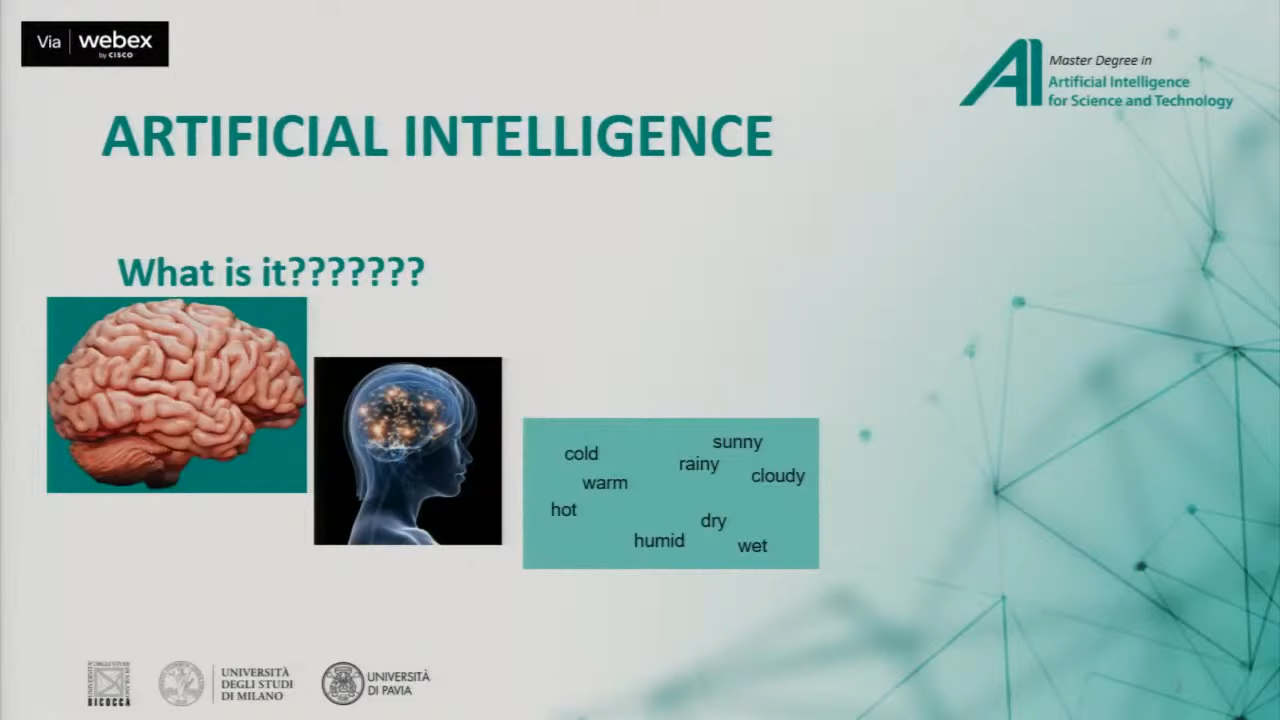 Via | webex
by CISCO
AI Master Degree in
Artificial Intelligence
for Science and Technology
ARTIFICIAL INTELLIGENCE
What is it???????
cold
sunny
rainy
warm
cloudy
hot
dry
humid
wet
BICOCCA
UNIVERSITÀ
DEGLI STUDI
DI MILANO
UNIVERSITÀ
DI PAVIA